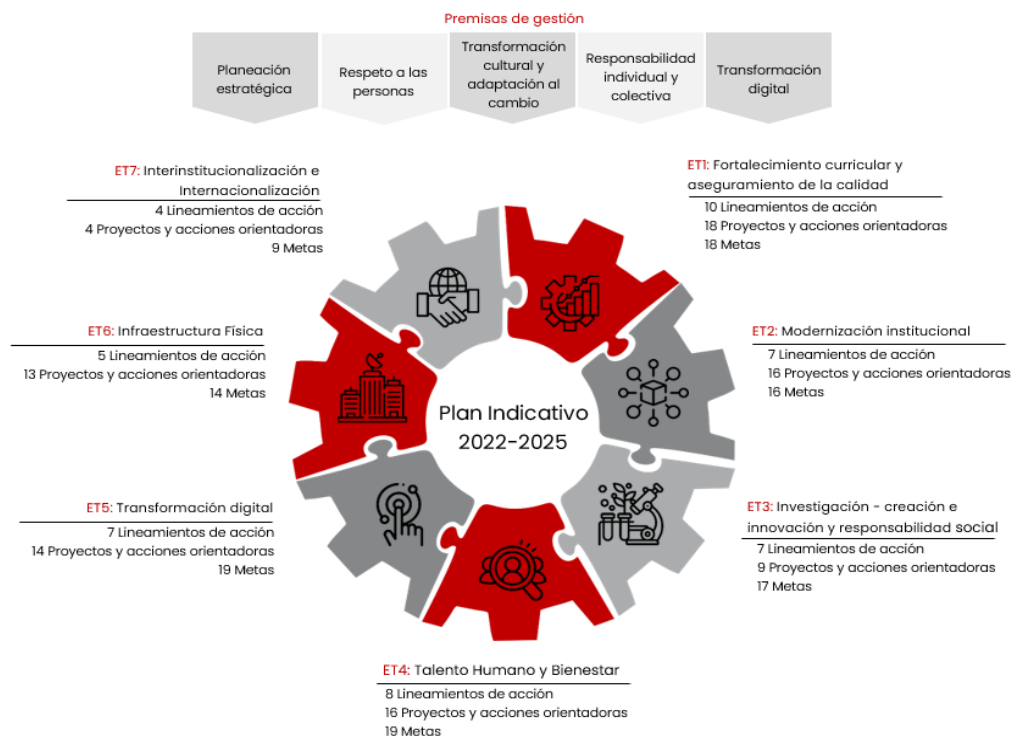 Premisas de gestión
Planeación
estratégica
Respeto a las
personas
Transformación
cultural y
adaptación al
cambio
Responsabilidad
individual y
colectiva
Transformación
digital
ET7: Interinstitucionalización e
Internacionalización
4 Lineamientos de acción
4 Proyectos y acciones orientadoras
9 Metas
ET1: Fortalecimiento curricular y
aseguramiento de la calidad
10 Lineamientos de acción
18 Proyectos y acciones orientadoras
18 Metas
ET6: Infraestructura Física
5 Lineamientos de acción
13 Proyectos y acciones orientadoras
14 Metas
ET2: Modernización institucional
7 Lineamientos de acción
16 Proyectos y acciones orientadoras
16 Metas
Plan Indicativo
2022-2025
ET5: Transformación digital
7 Lineamientos de acción
14 Proyectos y acciones orientadoras
19 Metas
ET3: Investigación - creación e
innovación y responsabilidad social
7 Lineamientos de acción
9 Proyectos y acciones orientadoras
17 Metas
ET4: Talento Humano y Bienestar
8 Lineamientos de acción
16 Proyectos y acciones orientadoras
19 Metas